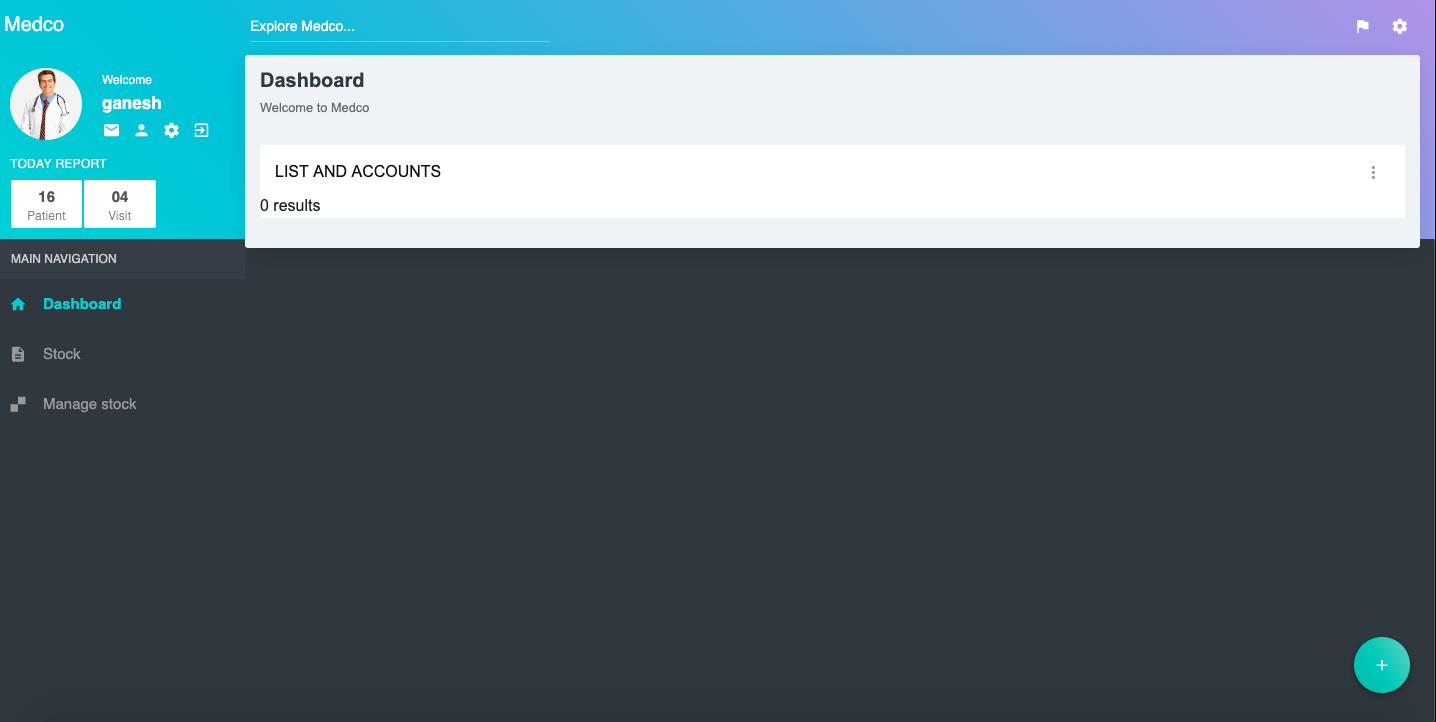 Medco
Explore Medco...
Welcome
ganesh
TODAY REPORT
16
Patient
04
Visit
MAIN NAVIGATION
Dashboard
Stock
Manage stock
Dashboard
Welcome to Medco
LIST AND ACCOUNTS
0 results
+